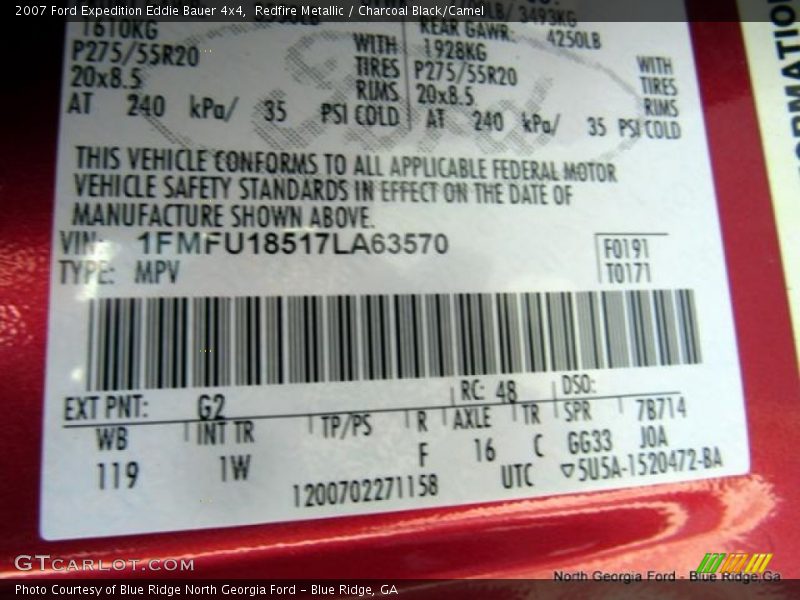 2007 Ford Expedition Eddie Bauer 4x4, Redfire Metallic / Charcoal Black/Camel
1610KG
P275/55R20
20x8.5
WITH
TIRES
RIMS
AT 240 kPa/ 35 PSI COLD
LB/ 3493KG
REAR GAWR: 4250LB
1928KG
P275/55R20
20x8.5
WITH
TIRES
RIMS
AT 240 kPa/ 35 PSI COLD
THIS VEHICLE CONFORMS TO ALL APPLICABLE FEDERAL MOTOR
VEHICLE SAFETY STANDARDS IN EFFECT ON THE DATE OF
MANUFACTURE SHOWN ABOVE.
VIN: 1FMFU18517LA63570
TYPE: MPV
F0191
T0171
EXT PNT: G2 RC: 48 DSO:
WB INT TR TP/PS R AXLE TR SPR 7B714
119 1W F 16 C GG33 JOA
1200702271158 UTC ▽5U5A-1520472-BA
FORMATION
GTCARLOT.COM
North Georgia Ford - Blue Ridge,Ga
Photo Courtesy of Blue Ridge North Georgia Ford - Blue Ridge, GA